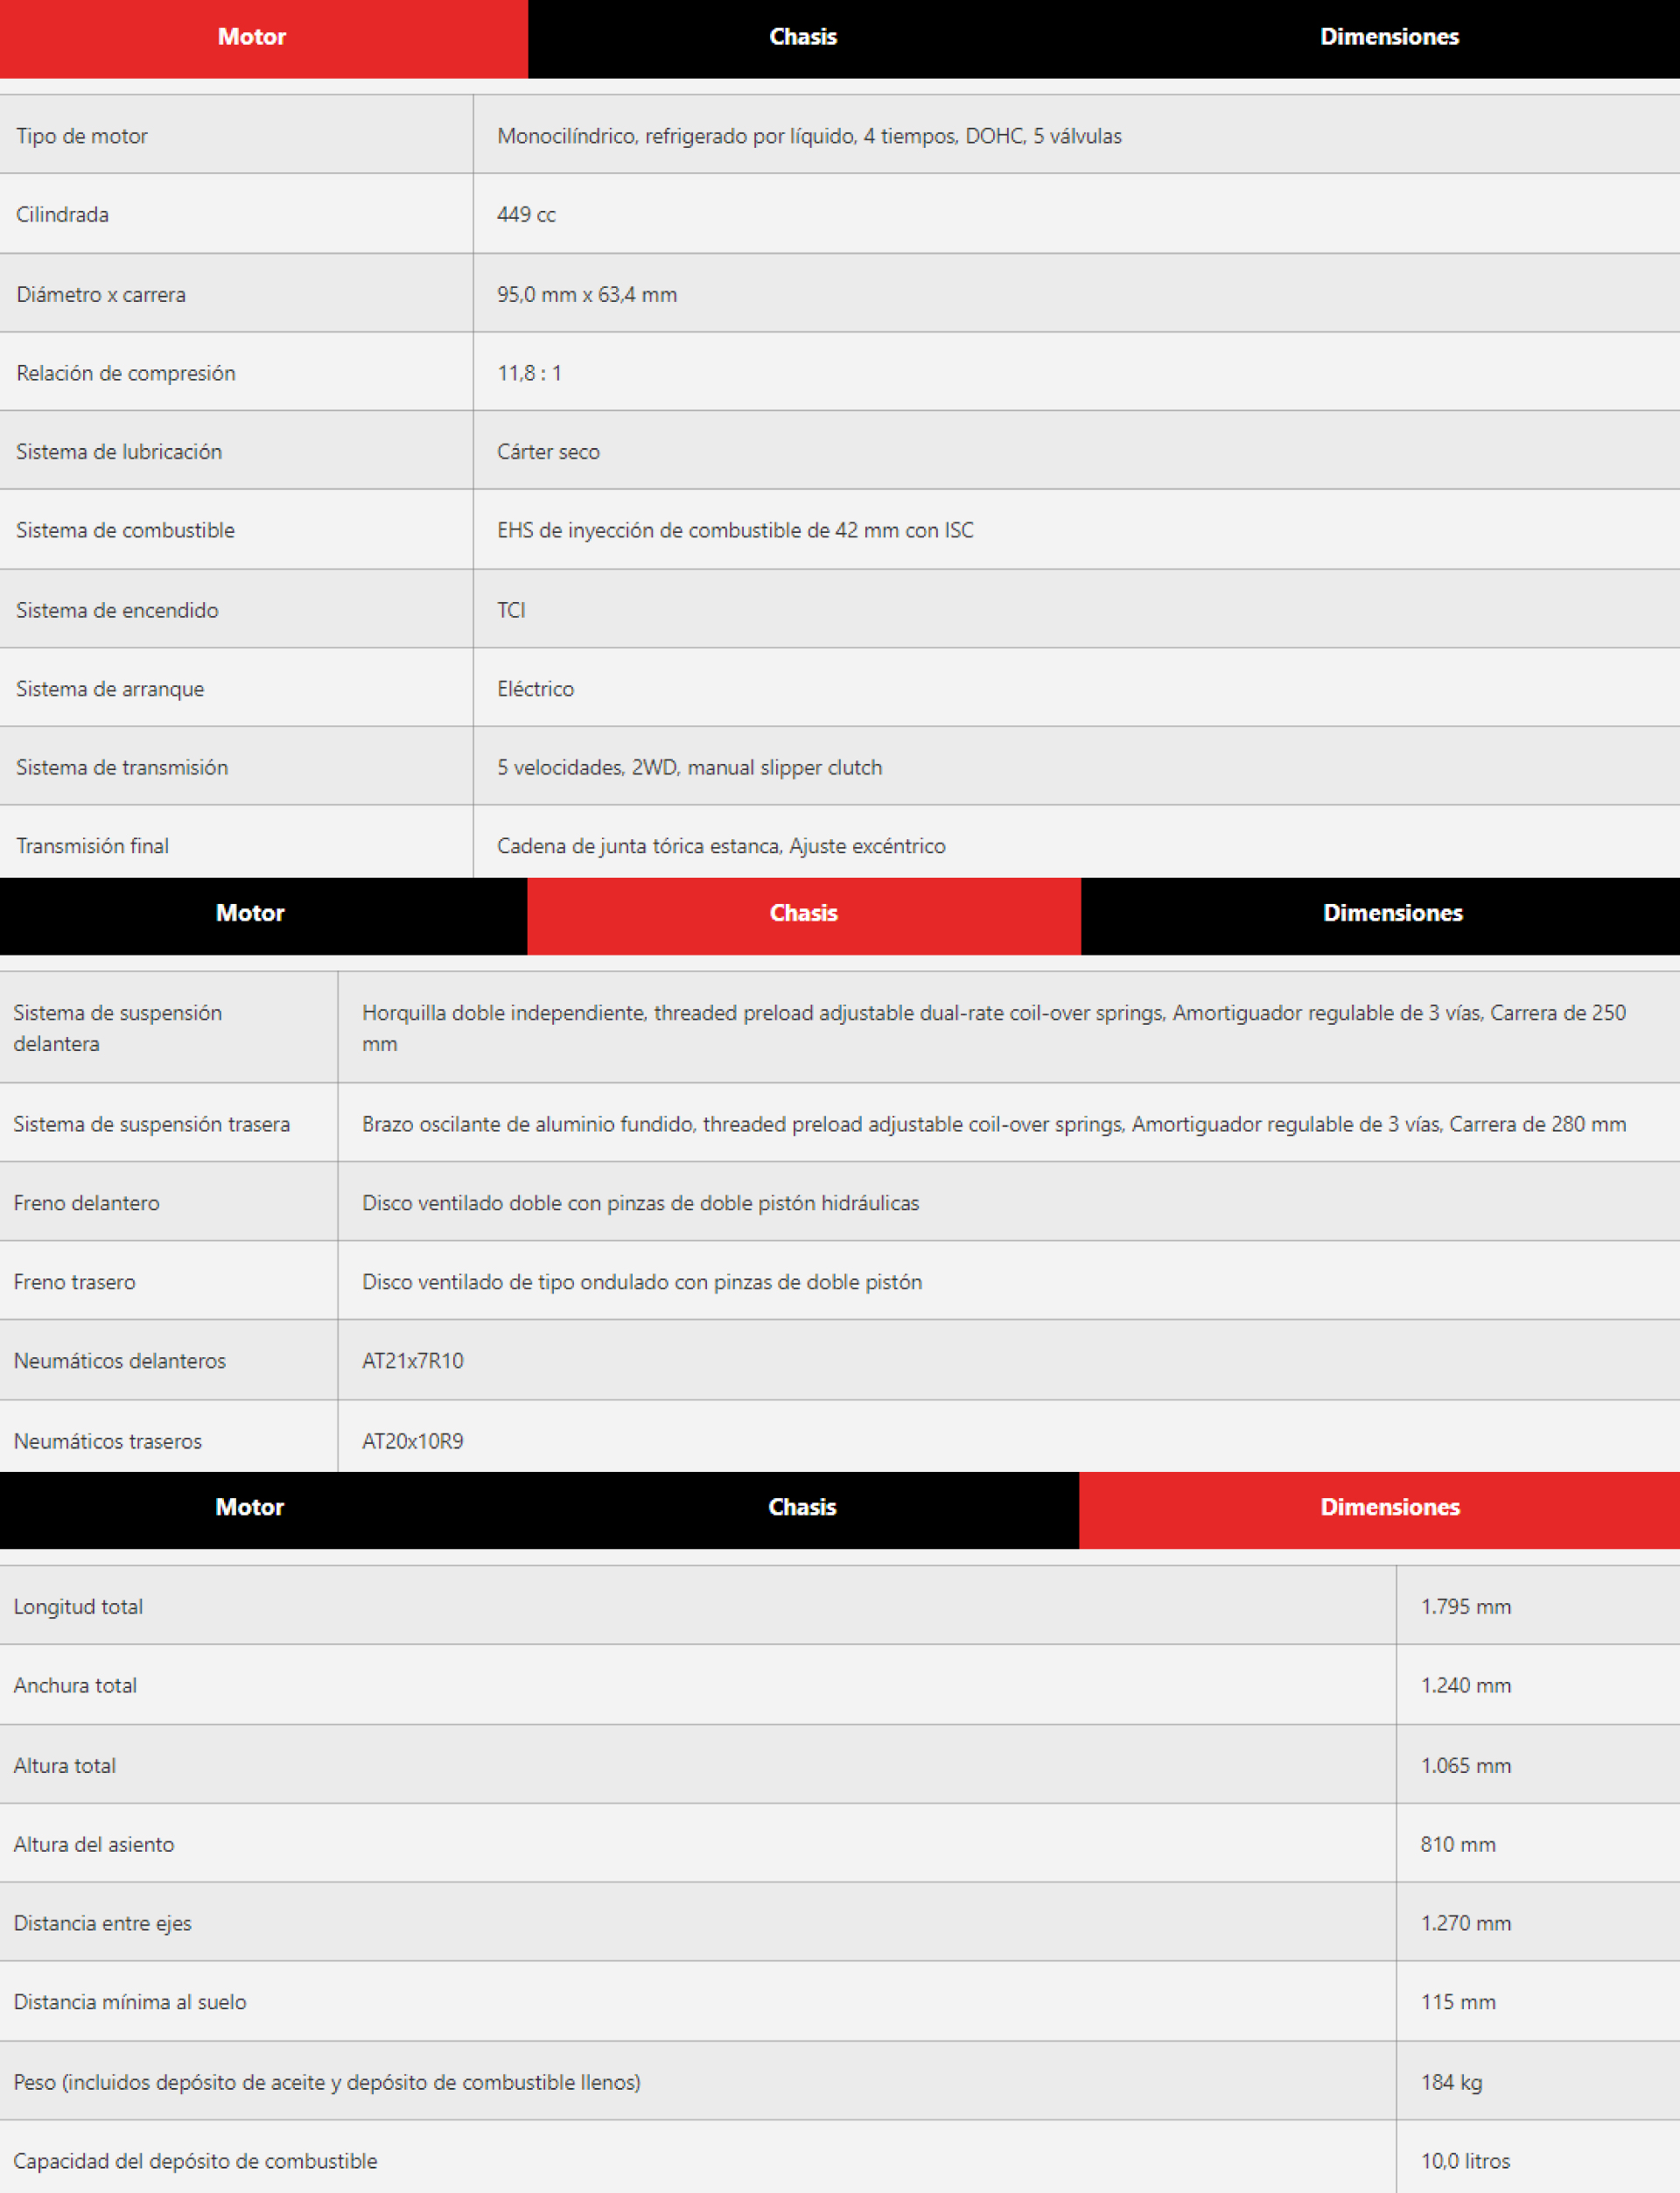 Motor Chasis Dimensiones
Tipo de motor Monocilíndrico, refrigerado por líquido, 4 tiempos, DOHC, 5 válvulas
Cilindrada 449 cc
Diámetro x carrera 95,0 mm x 63,4 mm
Relación de compresión 11,8 : 1
Sistema de lubricación Cárter seco
Sistema de combustible EHS de inyección de combustible de 42 mm con ISC
Sistema de encendido TCI
Sistema de arranque Eléctrico
Sistema de transmisión 5 velocidades, 2WD, manual slipper clutch
Transmisión final Cadena de junta tórica estanca, Ajuste excéntrico
Motor Chasis Dimensiones
Sistema de suspensión delantera Horquilla doble independiente, threaded preload adjustable dual-rate coil-over springs, Amortiguador regulable de 3 vías, Carrera de 250
mm
Sistema de suspensión trasera Brazo oscilante de aluminio fundido, threaded preload adjustable coil-over springs, Amortiguador regulable de 3 vías, Carrera de 280 mm
Freno delantero Disco ventilado doble con pinzas de doble pistón hidráulicas
Freno trasero Disco ventilado de tipo ondulado con pinzas de doble pistón
Neumáticos delanteros AT21x7R10
Neumáticos traseros AT20x10R9
Motor Chasis Dimensiones
Longitud total 1.795 mm
Anchura total 1.240 mm
Altura total 1.065 mm
Altura del asiento 810 mm
Distancia entre ejes 1.270 mm
Distancia mínima al suelo 115 mm
Peso (incluidos depósito de aceite y depósito de combustible llenos) 184 kg
Capacidad del depósito de combustible 10,0 litros